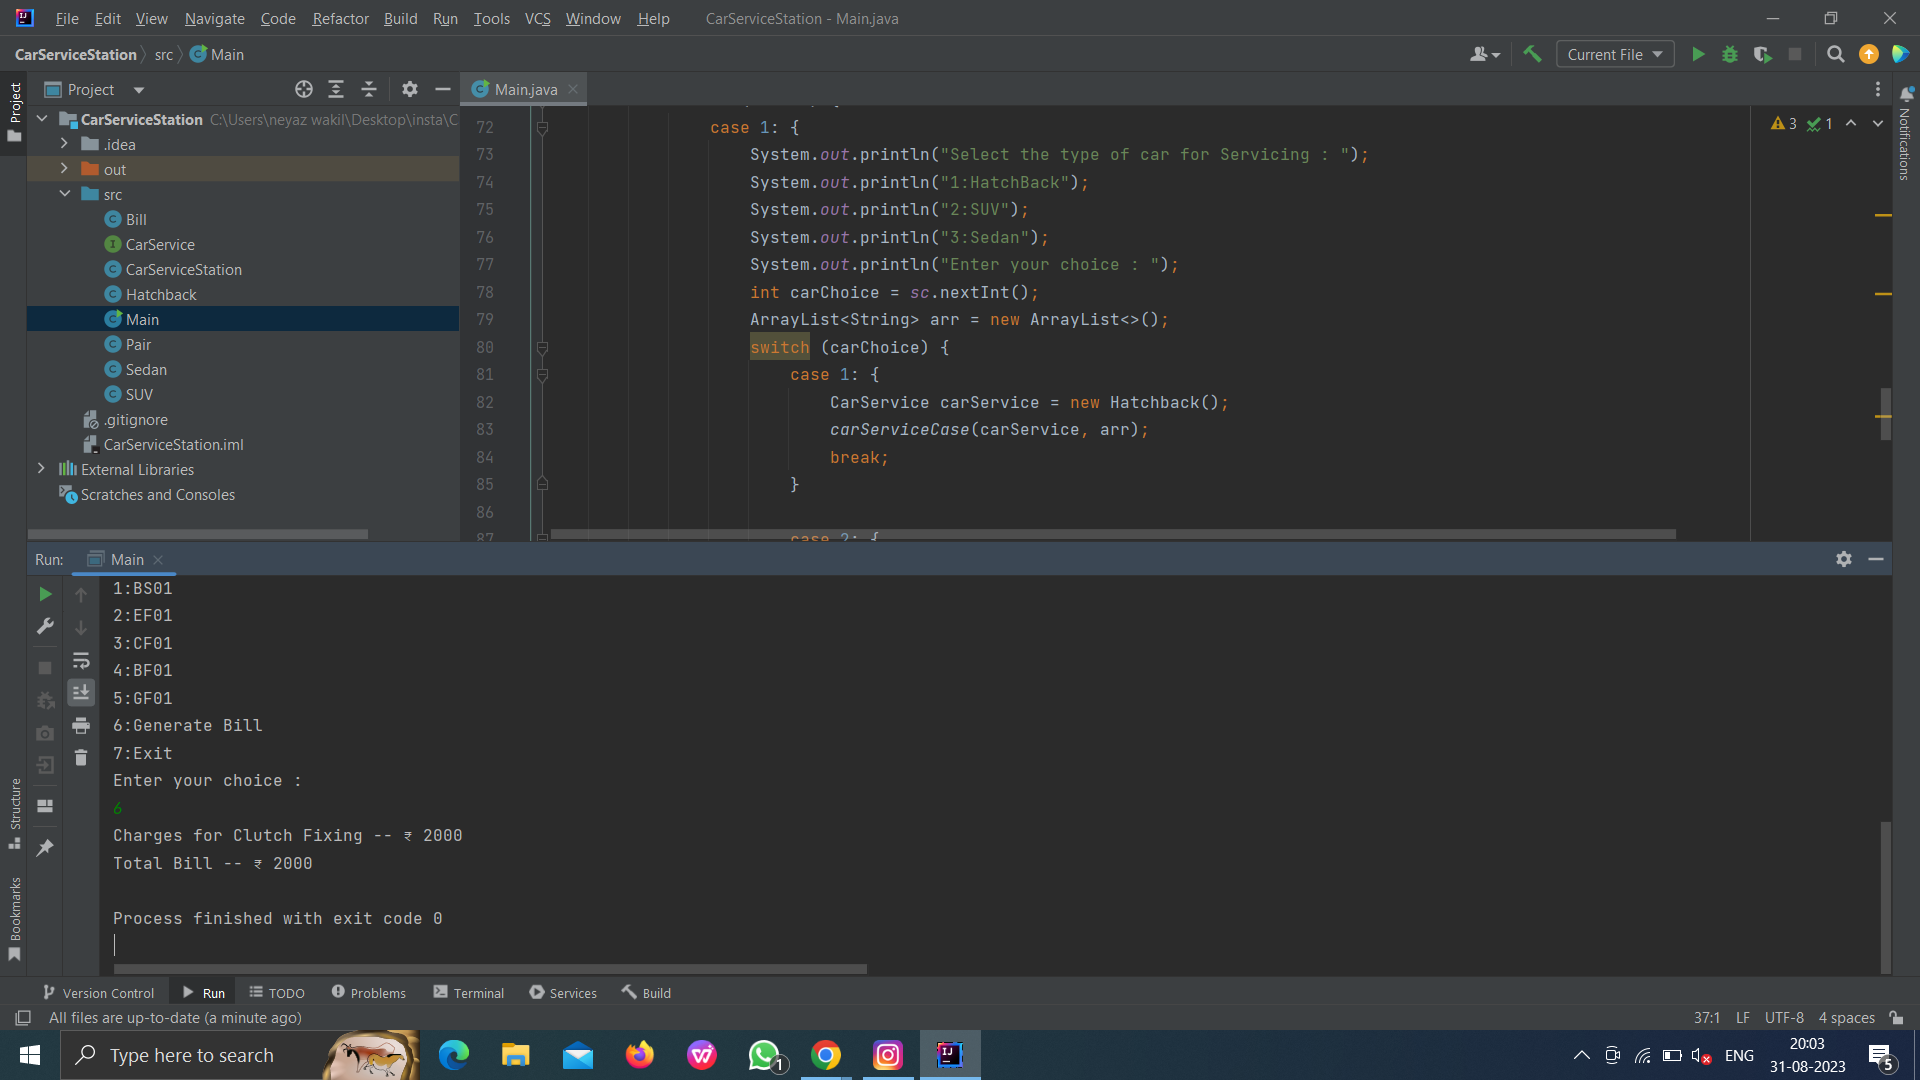 File Edit View Navigate Code Refactor Build Run Tools VCS Window Help CarServiceStation - Main.java
CarServiceStation src Main
Current File
Project
Project
Main.java
Notifications
CarServiceStation C:\Users\neyaz wakil\Desktop\insta\C
.idea
out
src
Bill
CarService
CarServiceStation
Hatchback
Main
Pair
Sedan
SUV
.gitignore
CarServiceStation.iml
External Libraries
Scratches and Consoles
3 1
72 case 1: {
73 System.out.println("Select the type of car for Servicing : ");
74 System.out.println("1:HatchBack");
75 System.out.println("2:SUV");
76 System.out.println("3:Sedan");
77 System.out.println("Enter your choice : ");
78 int carChoice = sc.nextInt();
79 ArrayList<String> arr = new ArrayList<>();
80 switch (carChoice) {
81 case 1: {
82 CarService carService = new Hatchback();
83 carServiceCase(carService, arr);
84 break;
85 }
86
87 case 2: {
Run: Main
1:BS01
2:EF01
3:CF01
4:BF01
5:GF01
6:Generate Bill
7:Exit
Enter your choice :
6
Charges for Clutch Fixing -- ₹ 2000
Total Bill -- ₹ 2000
Process finished with exit code 0
Structure
Bookmarks
Version Control Run TODO Problems Terminal Services Build
All files are up-to-date (a minute ago)
37:1 LF UTF-8 4 spaces
Type here to search
1
ENG
20:03
31-08-2023
5